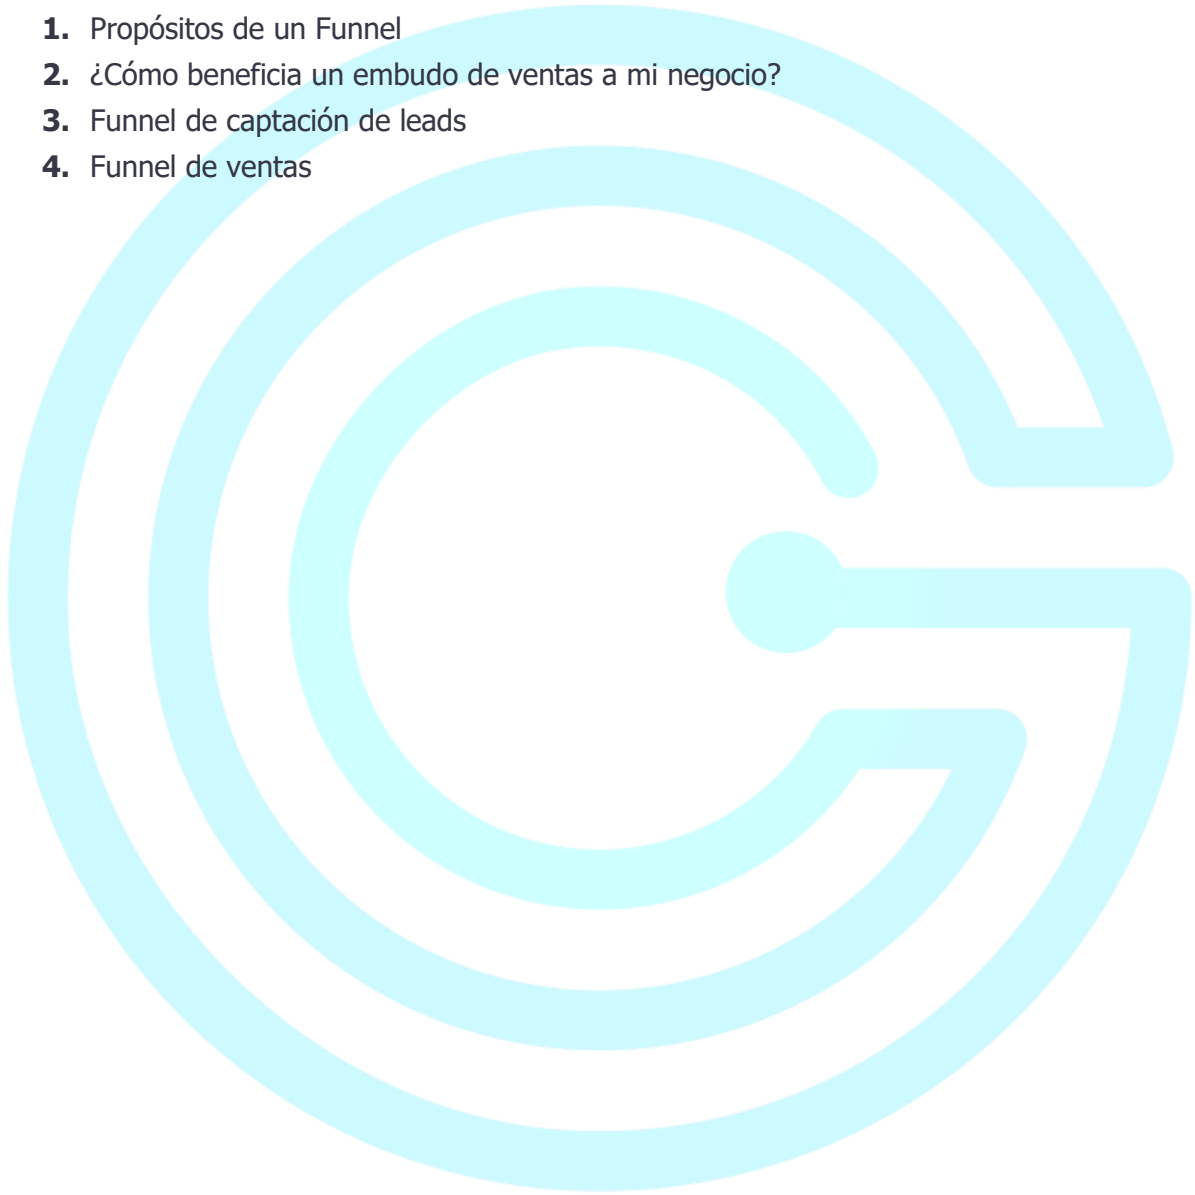 1. Propósitos de un Funnel
2. ¿Cómo beneficia un embudo de ventas a mi negocio?
3. Funnel de captación de leads
4. Funnel de ventas